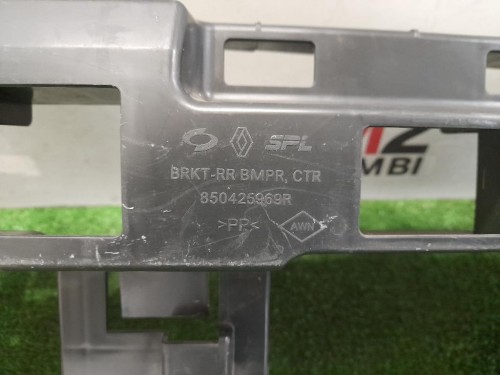 SPL
BRKT-RR BMPR, CTR
850425969R
>PP< AWN